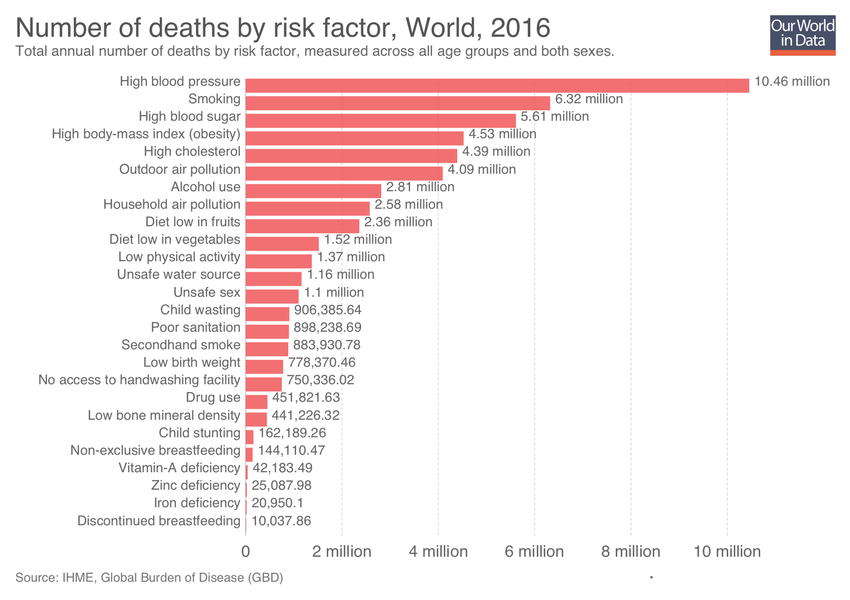 Number of deaths by risk factor, World, 2016
Our World
in Data
Total annual number of deaths by risk factor, measured across all age groups and both sexes.
High blood pressure 10.46 million
Smoking 6.32 million
High blood sugar 5.61 million
High body-mass index (obesity) 4.53 million
High cholesterol 4.39 million
Outdoor air pollution 4.09 million
Alcohol use 2.81 million
Household air pollution 2.58 million
Diet low in fruits 2.36 million
Diet low in vegetables 1.52 million
Low physical activity 1.37 million
Unsafe water source 1.16 million
Unsafe sex 1.1 million
Child wasting 906,385.64
Poor sanitation 898,238.69
Secondhand smoke 883,930.78
Low birth weight 778,370.46
No access to handwashing facility 750,336.02
Drug use 451,821.63
Low bone mineral density 441,226.32
Child stunting 162,189.26
Non-exclusive breastfeeding 144,110.47
Vitamin-A deficiency 42,183.49
Zinc deficiency 25,087.98
Iron deficiency 20,950.1
Discontinued breastfeeding 10,037.86
0 2 million 4 million 6 million 8 million 10 million
Source: IHME, Global Burden of Disease (GBD)